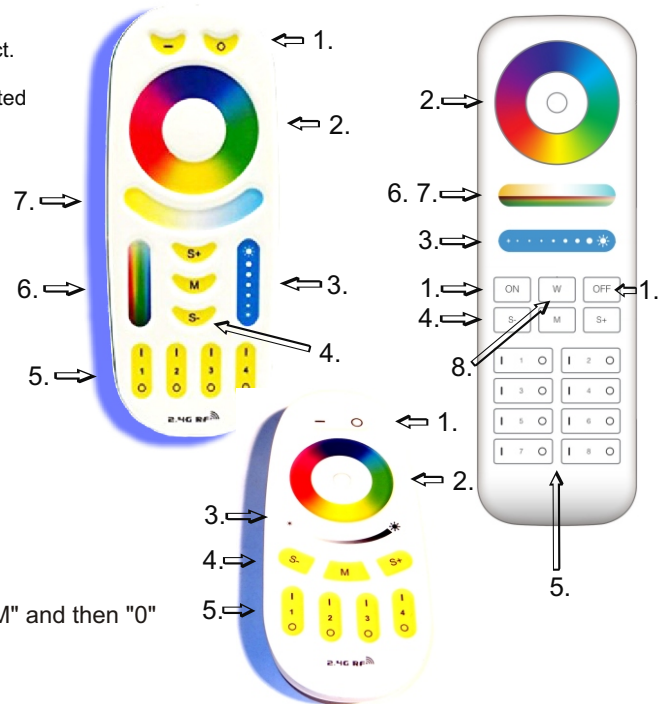 ct.
ted
1.
2.
7.
6.
3.
4.
5.
S+
M
S-
I I I I
1 2 3 4
O O O O
2.4G RF
2.
6. 7.
3.
1.
1.
4.
8.
ON W OFF
S- M S+
I 1 O I 2 O
I 3 O I 4 O
I 5 O I 6 O
I 7 O I 8 O
5.
1.
2.
3.
4.
5.
S- M S+
I I I I
1 2 3 4
O O O O
2.4G RF
M" and then "0"